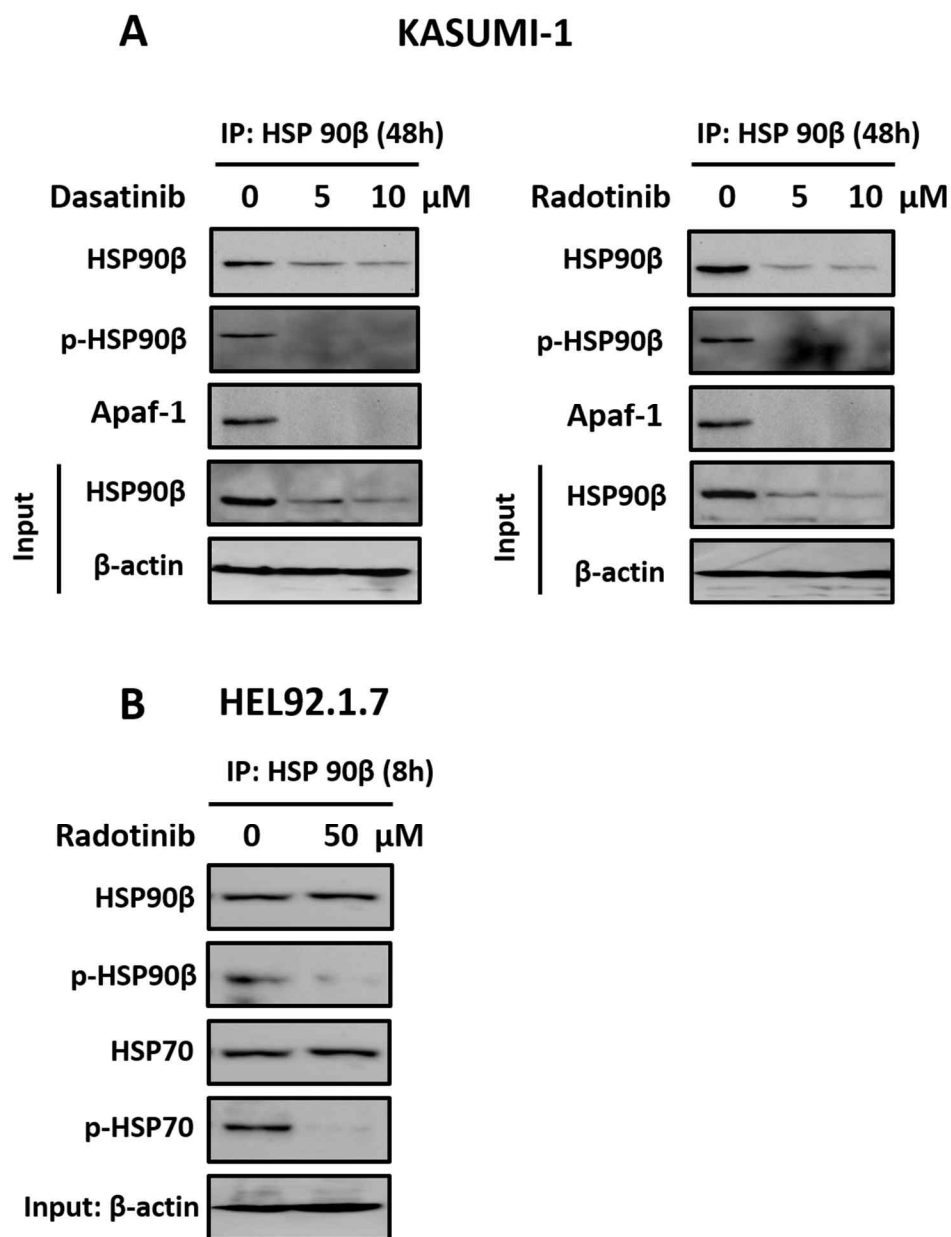 A KASUMI-1
IP: HSP 90β (48h)
Dasatinib 0 5 10 μM
HSP90β
p-HSP90β
Apaf-1
Input
HSP90β
β-actin
IP: HSP 90β (48h)
Radotinib 0 5 10 μM
HSP90β
p-HSP90β
Apaf-1
Input
HSP90β
β-actin
B HEL92.1.7
IP: HSP 90β (8h)
Radotinib 0 50 μM
HSP90β
p-HSP90β
HSP70
p-HSP70
Input: β-actin